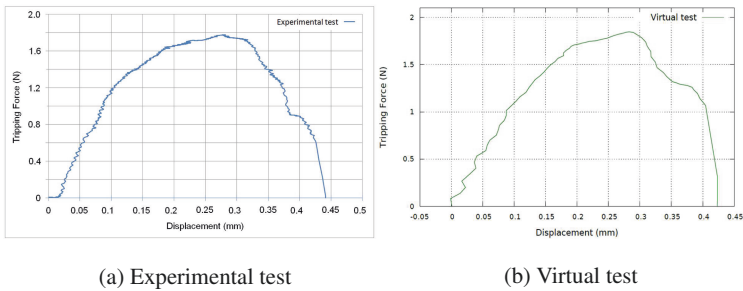 Experimental test
2.0
1.6
1.2
0.8
0.4
0
Tripping Force (N)
0 0.05 0.1 0.15 0.2 0.25 0.3 0.35 0.4 0.45 0.5
Displacement (mm)
(a) Experimental test
Virtual test
2
1.5
1
0.5
0
Tripping Force (N)
-0.05 0 0.05 0.1 0.15 0.2 0.25 0.3 0.35 0.4 0.45
Displacement (mm)
(b) Virtual test